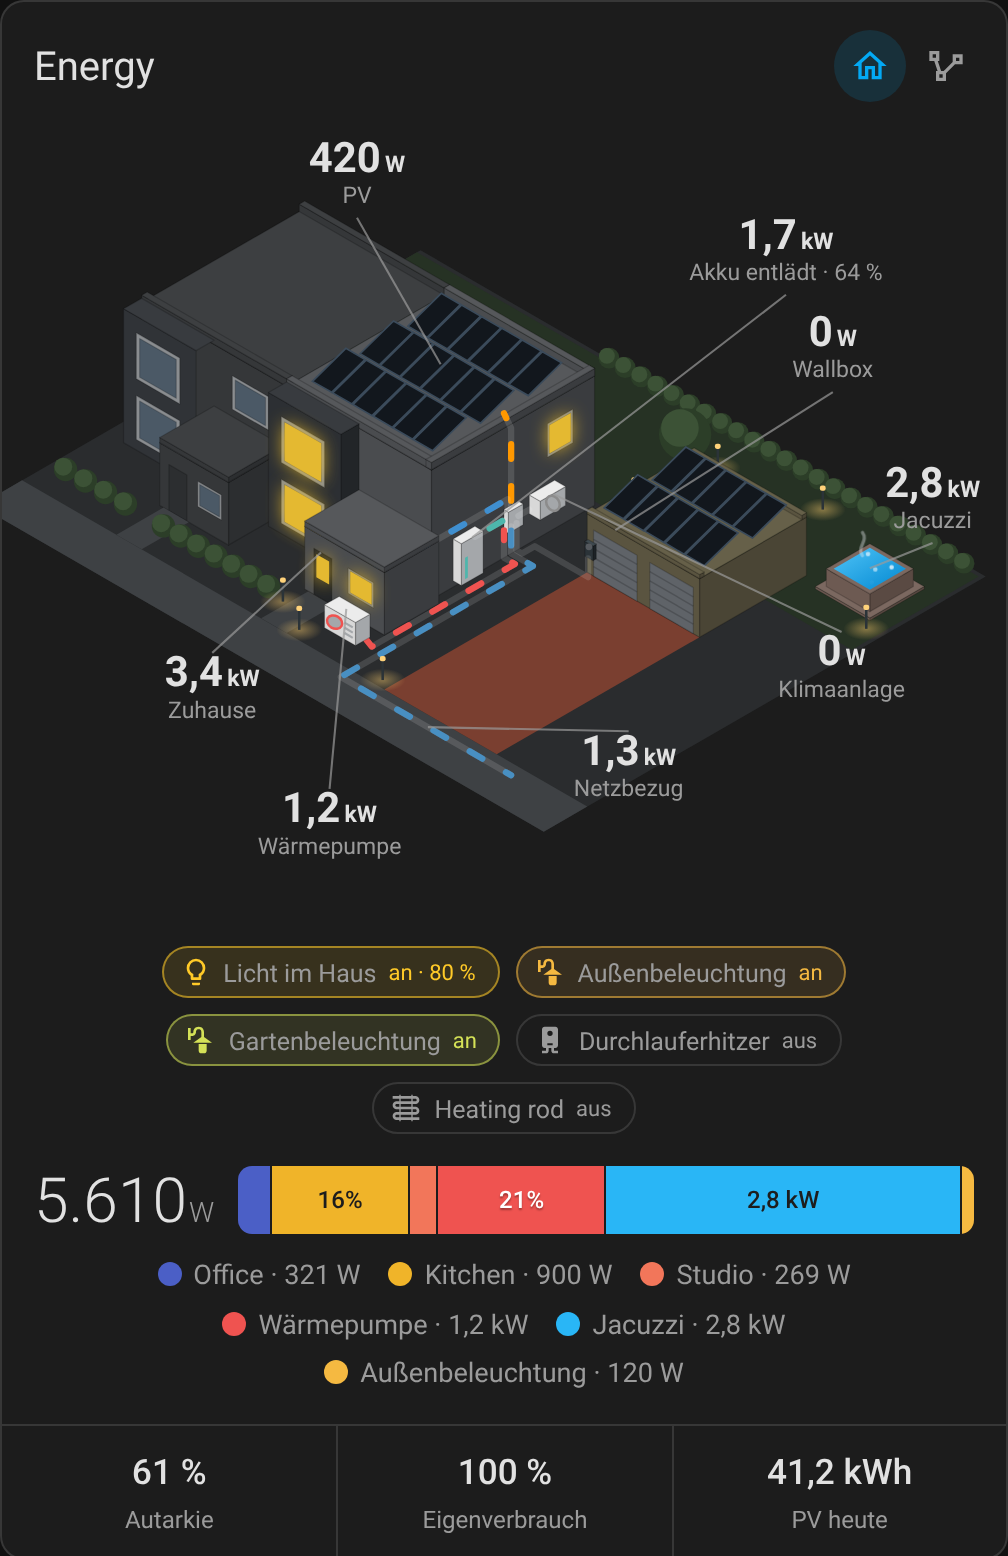 Energy
420 W
PV
1,7 kW
Akku entlädt · 64 %
0 W
Wallbox
2,8 kW
Jacuzzi
0 W
Klimaanlage
3,4 kW
Zuhause
1,3 kW
Netzbezug
1,2 kW
Wärmepumpe
Licht im Haus an · 80 %
Außenbeleuchtung an
Gartenbeleuchtung an
Durchlauferhitzer aus
Heating rod aus
5.610 W
16%
21%
2,8 kW
Office · 321 W
Kitchen · 900 W
Studio · 269 W
Wärmepumpe · 1,2 kW
Jacuzzi · 2,8 kW
Außenbeleuchtung · 120 W
61 %
Autarkie
100 %
Eigenverbrauch
41,2 kWh
PV heute